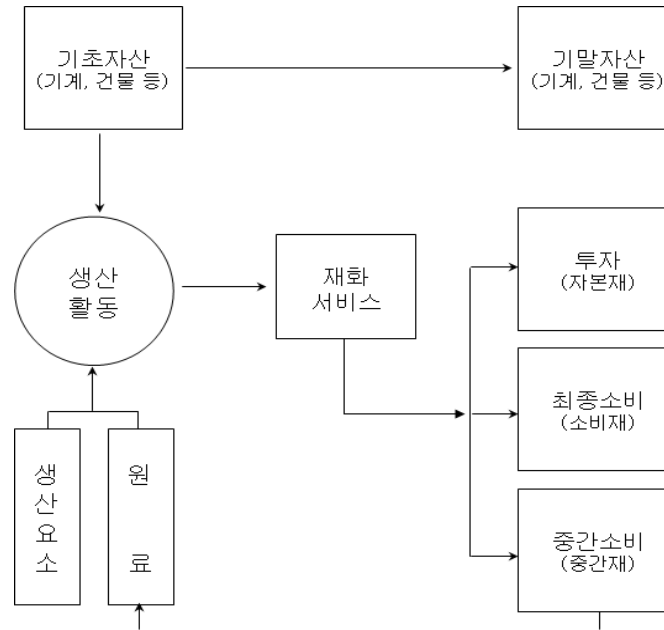 기초자산
(기계, 건물 등)
기말자산
(기계, 건물 등)
생산
활동
재화
서비스
투자
(자본재)
최종소비
(소비재)
생산요소
원료
중간소비
(중간재)